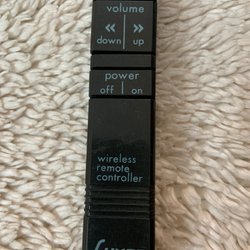 volume
« »
down up
power
off on
wireless
remote
controller